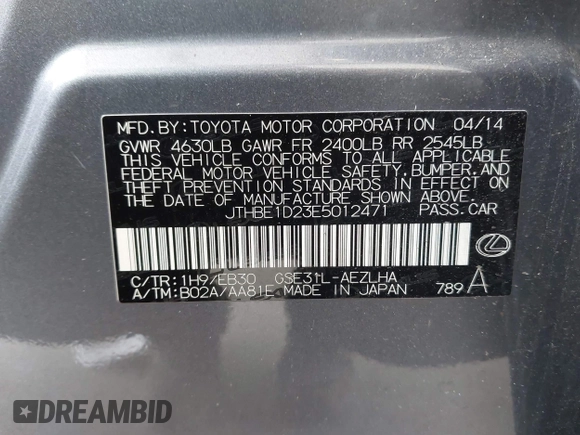 MFD. BY: TOYOTA MOTOR CORPORATION 04/14
GVWR 4630LB GAWR FR 2400LB RR 2545LB
THIS VEHICLE CONFORMS TO ALL APPLICABLE
FEDERAL MOTOR VEHICLE SAFETY, BUMPER, AND
THEFT PREVENTION STANDARDS IN EFFECT ON
THE DATE OF MANUFACTURE SHOWN ABOVE.
JTHBE1D23E5012471 PASS. CAR
C/TR: 1H9/EB30 GSE31L-AEZLHA
A/TM: B02A/AA81E MADE IN JAPAN 789 A
DREAMBID